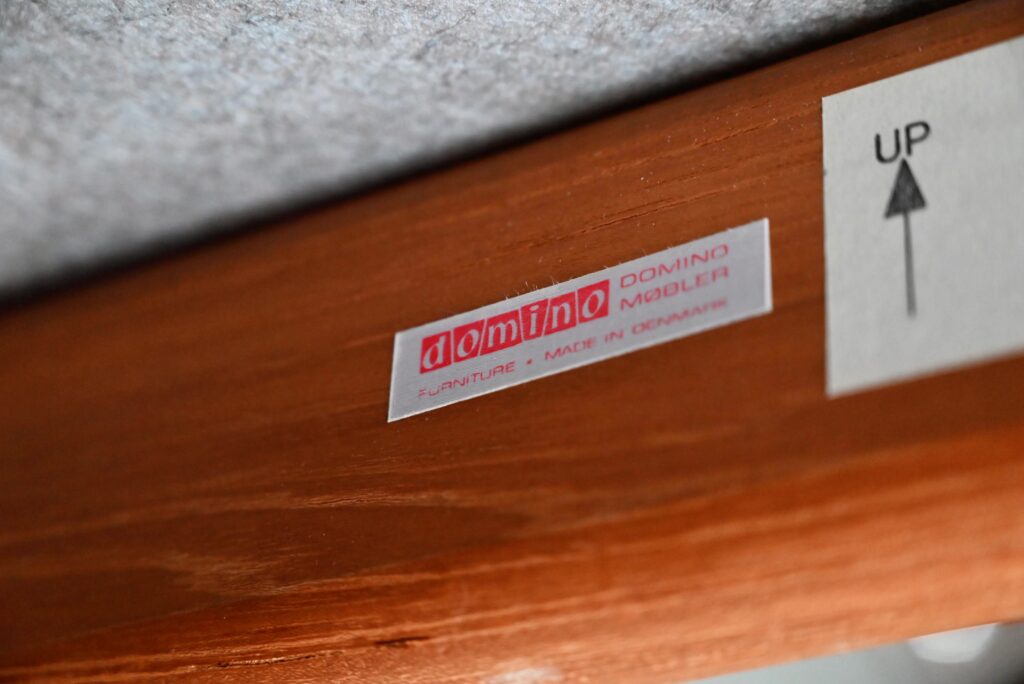 domino
DOMINO
MØBLER
FURNITURE • MADE IN DENMARK
UP